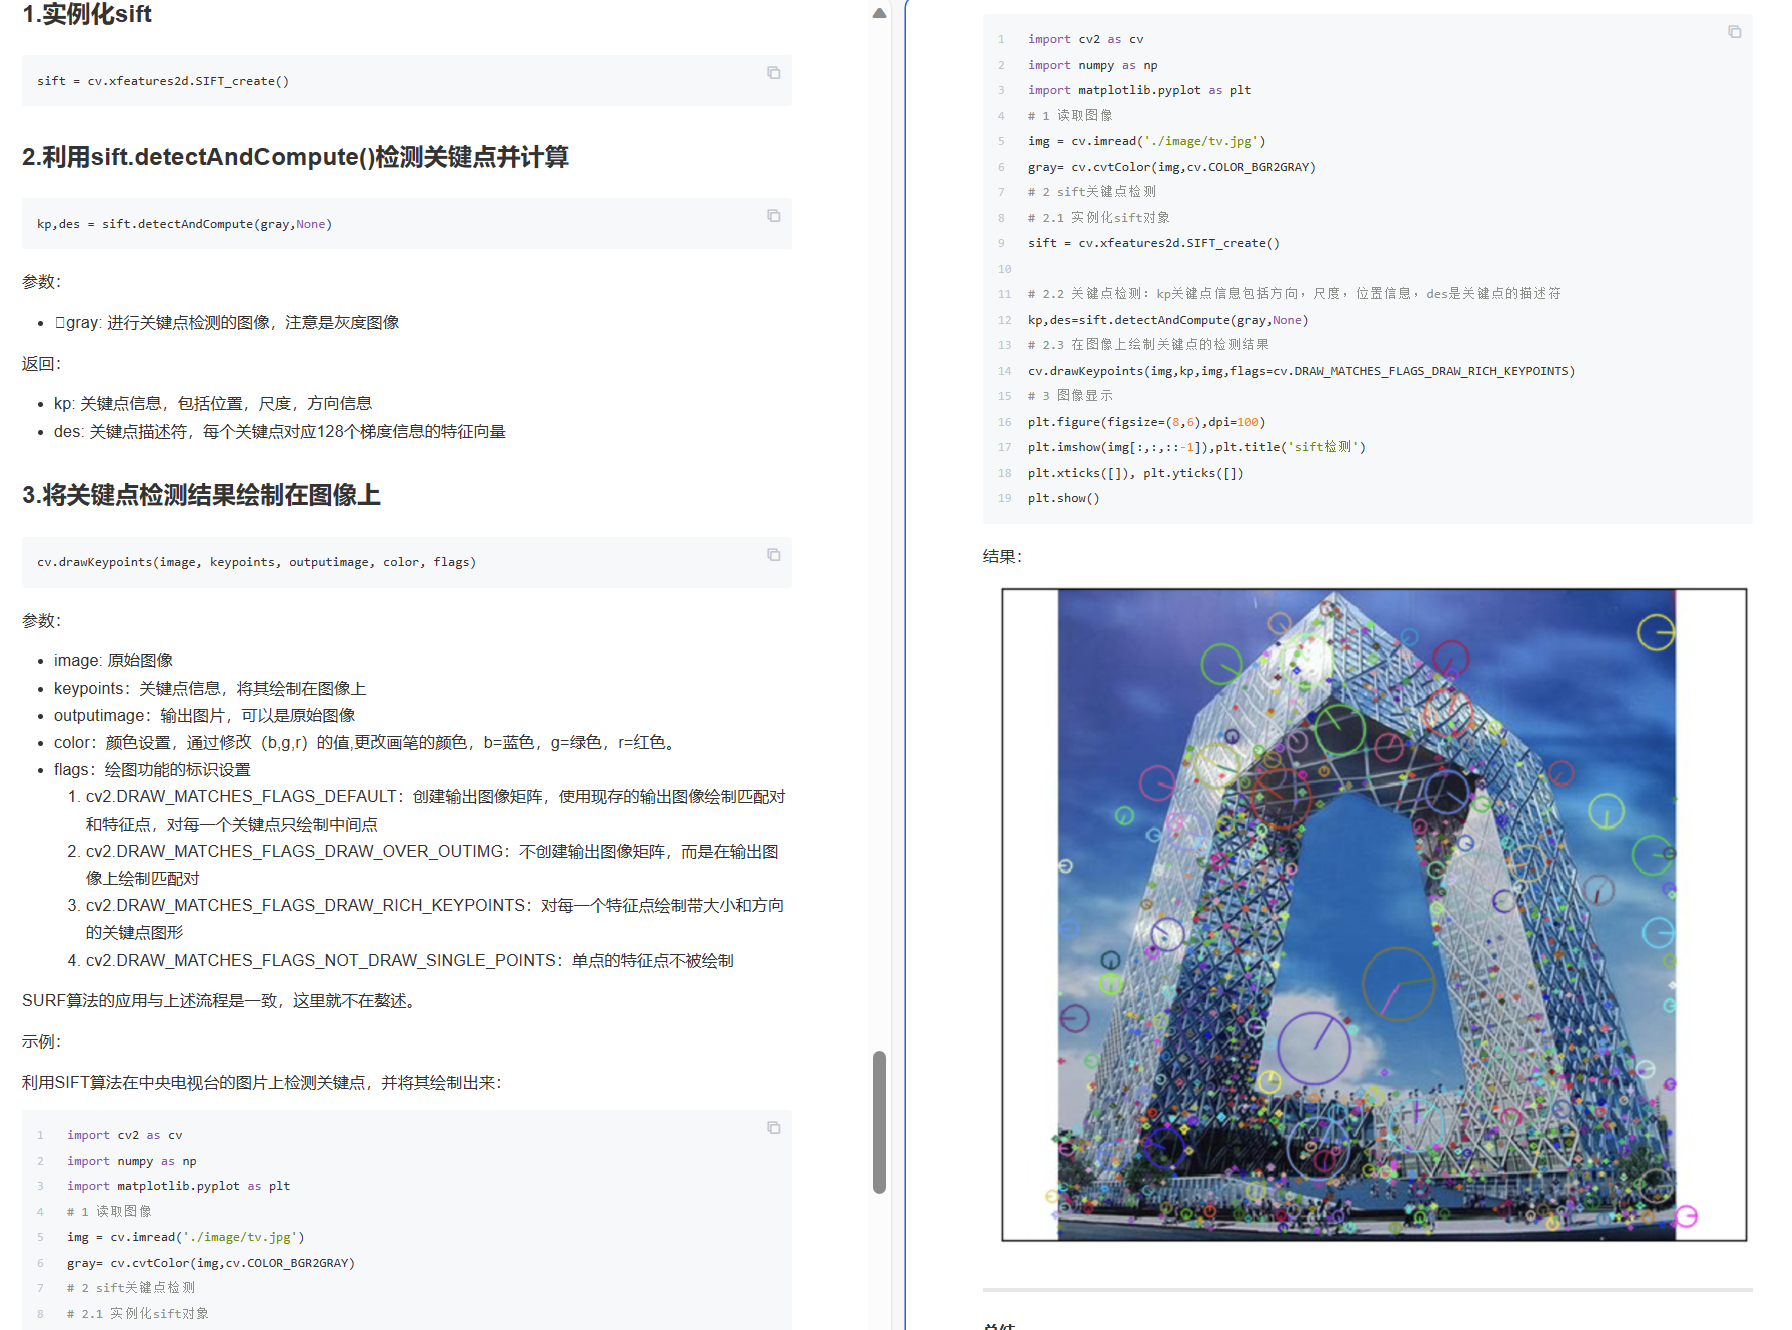 1.实例化sift
sift = cv.xfeatures2d.SIFT_create()
2.利用sift.detectAndCompute()检测关键点并计算
kp,des = sift.detectAndCompute(gray,None)
参数：
gray: 进行关键点检测的图像，注意是灰度图像
返回：
kp: 关键点信息，包括位置，尺度，方向信息
des: 关键点描述符，每个关键点对应128个梯度信息的特征向量
3.将关键点检测结果绘制在图像上
cv.drawKeypoints(image, keypoints, outputimage, color, flags)
参数：
image: 原始图像
keypoints：关键点信息，将其绘制在图像上
outputimage：输出图片，可以是原始图像
color：颜色设置，通过修改（b,g,r）的值,更改画笔的颜色，b=蓝色，g=绿色，r=红色。
flags：绘图功能的标识设置
1. cv2.DRAW_MATCHES_FLAGS_DEFAULT：创建输出图像矩阵，使用现存的输出图像绘制匹配对
和特征点，对每一个关键点只绘制中间点
2. cv2.DRAW_MATCHES_FLAGS_DRAW_OVER_OUTIMG：不创建输出图像矩阵，而是在输出图
像上绘制匹配对
3. cv2.DRAW_MATCHES_FLAGS_DRAW_RICH_KEYPOINTS：对每一个特征点绘制带大小和方向
的关键点图形
4. cv2.DRAW_MATCHES_FLAGS_NOT_DRAW_SINGLE_POINTS：单点的特征点不被绘制
SURF算法的应用与上述流程是一致，这里就不在赘述。
示例：
利用SIFT算法在中央电视台的图片上检测关键点，并将其绘制出来：
1 import cv2 as cv
2 import numpy as np
3 import matplotlib.pyplot as plt
4 # 1 读取图像
5 img = cv.imread('./image/tv.jpg')
6 gray= cv.cvtColor(img,cv.COLOR_BGR2GRAY)
7 # 2 sift关键点检测
8 # 2.1 实例化sift对象
1 import cv2 as cv
2 import numpy as np
3 import matplotlib.pyplot as plt
4 # 1 读取图像
5 img = cv.imread('./image/tv.jpg')
6 gray= cv.cvtColor(img,cv.COLOR_BGR2GRAY)
7 # 2 sift关键点检测
8 # 2.1 实例化sift对象
9 sift = cv.xfeatures2d.SIFT_create()
10
11 # 2.2 关键点检测：kp关键点信息包括方向，尺度，位置信息，des是关键点的描述符
12 kp,des=sift.detectAndCompute(gray,None)
13 # 2.3 在图像上绘制关键点的检测结果
14 cv.drawKeypoints(img,kp,img,flags=cv.DRAW_MATCHES_FLAGS_DRAW_RICH_KEYPOINTS)
15 # 3 图像显示
16 plt.figure(figsize=(8,6),dpi=100)
17 plt.imshow(img[:,:,::-1]),plt.title('sift检测')
18 plt.xticks([]), plt.yticks([])
19 plt.show()
结果：